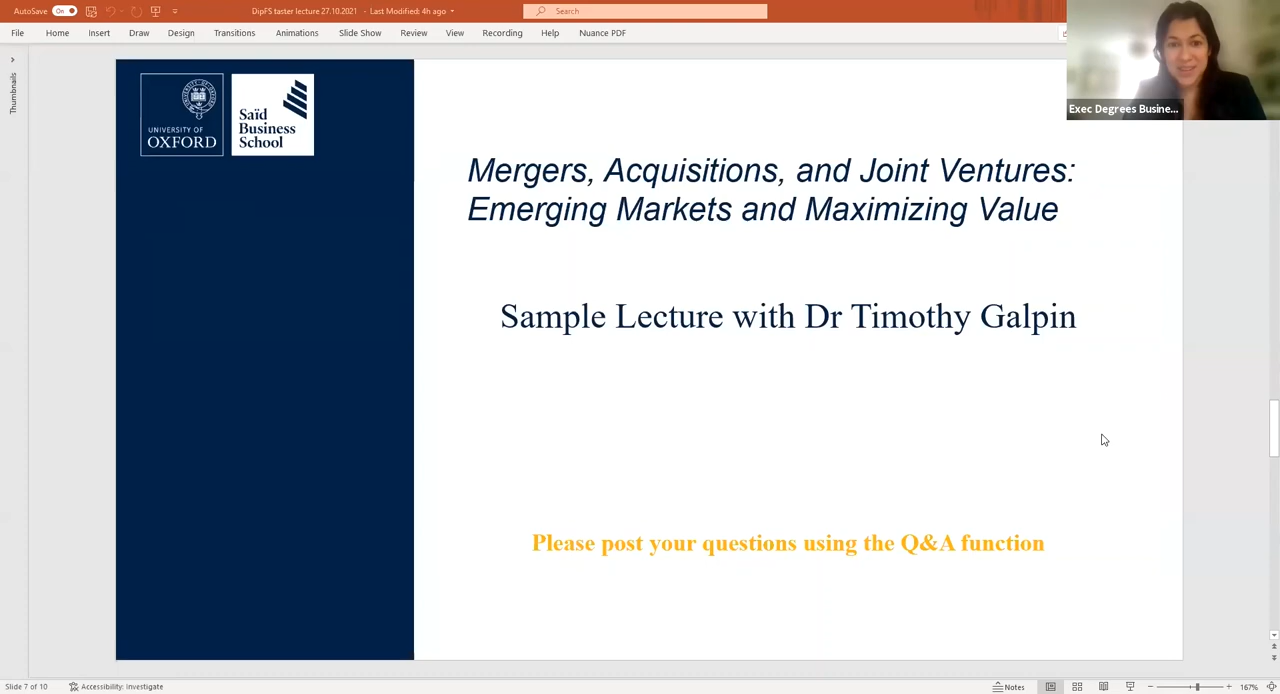 AutoSave On DipFS taster lecture 27.10.2021 - Last Modified: 4h ago Search
File Home Insert Draw Design Transitions Animations Slide Show Review View Recording Help Nuance PDF
Thumbnails
Exec Degrees Busine...
UNIVERSITY OF
OXFORD
Saïd
Business
School
Mergers, Acquisitions, and Joint Ventures:
Emerging Markets and Maximizing Value
Sample Lecture with Dr Timothy Galpin
Please post your questions using the Q&A function
Slide 7 of 10 Accessibility: Investigate Notes 167%